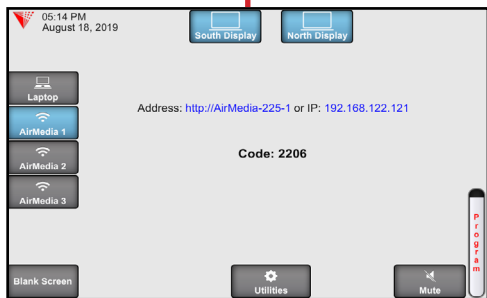 05:14 PM
August 18, 2019
South Display
North Display
Laptop
AirMedia 1
AirMedia 2
AirMedia 3
Address: http://AirMedia-225-1 or IP: 192.168.122.121
Code: 2206
Program
Blank Screen
Utilities
Mute